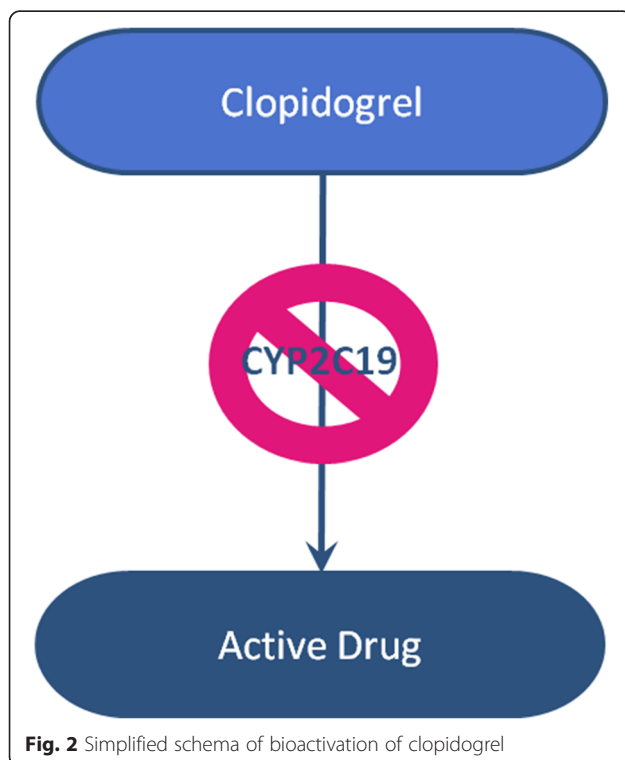 Clopidogrel
CYP2C19
Active Drug
Fig. 2 Simplified schema of bioactivation of clopidogrel